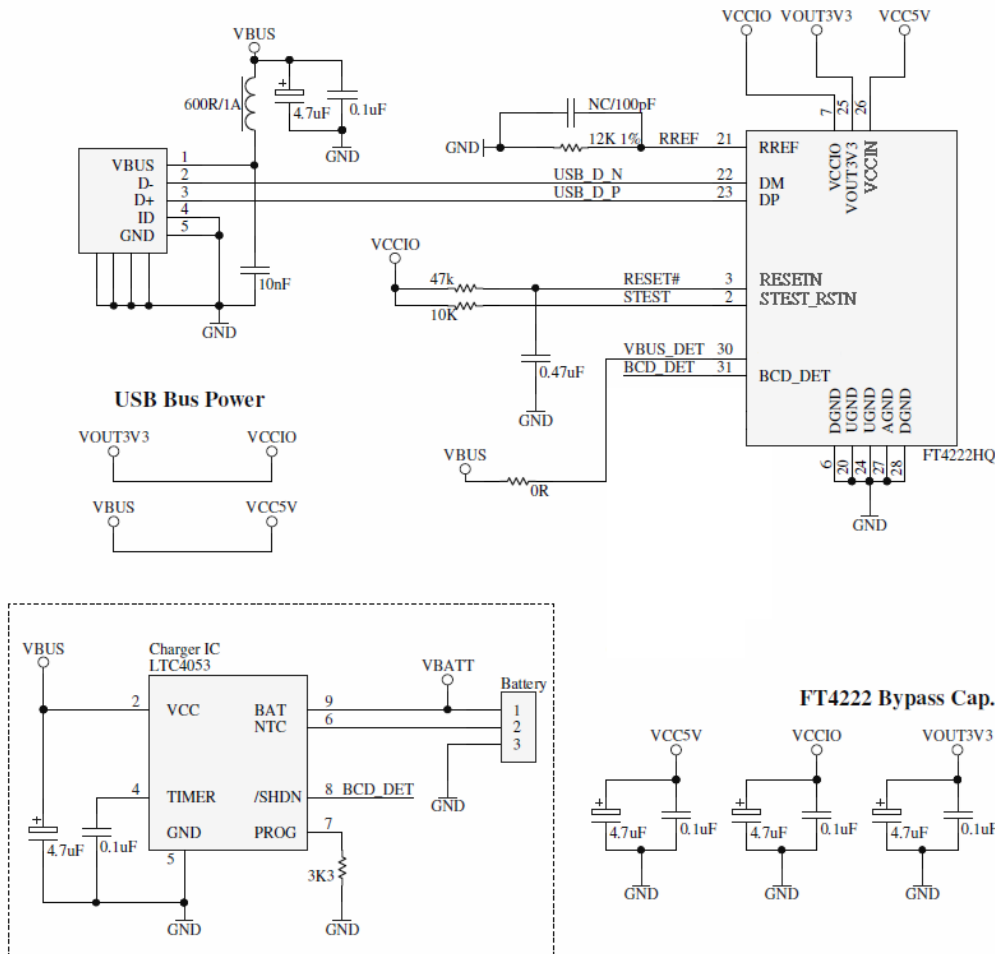 VCCIO VOUT3V3 VCC5V
VBUS
600R/1A
+
4.7uF
0.1uF
GND
7 25 26
NC/100pF
GND
12K 1%
RREF 21 RREF
VCCIO
VOUT3V3
VCCIN
VBUS 1
D- 2
D+ 3
ID 4
GND 5
USB_D_N 22 DM
USB_D_P 23 DP
10nF
GND
VCCIO
47k
RESET# 3 RESETN
10K
STEST 2 STEST_RSTN
0.47uF
GND
VBUS_DET 30
BCD_DET 31 BCD_DET
DGND
UGND
UGND
AGND
DGND
6 20 24 27 28
FT4222HQ
GND
VBUS
0R
USB Bus Power
VOUT3V3 VCCIO
VBUS VCC5V
VBUS
Charger IC
LTC4053
2 VCC
BAT 9
NTC 6
VBATT
Battery
1
2
3
GND
4 TIMER
/SHDN 8 BCD_DET
GND
5
PROG 7
+
4.7uF
0.1uF
3K3
GND
GND
FT4222 Bypass Cap.
VCC5V VCCIO VOUT3V3
+ + +
4.7uF 0.1uF 4.7uF 0.1uF 4.7uF 0.1uF
GND GND GND